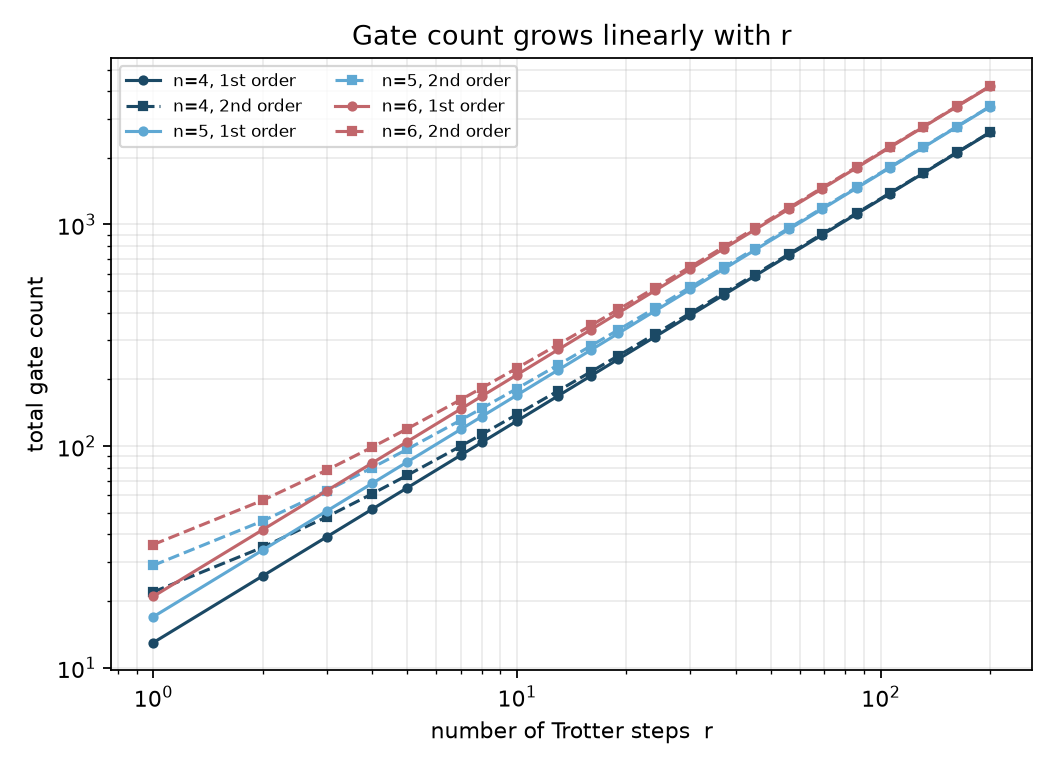 Gate count grows linearly with r
n=4, 1st order
n=4, 2nd order
n=5, 1st order
n=5, 2nd order
n=6, 1st order
n=6, 2nd order
total gate count
10³
10²
10¹
10⁰
10¹
10²
number of Trotter steps r